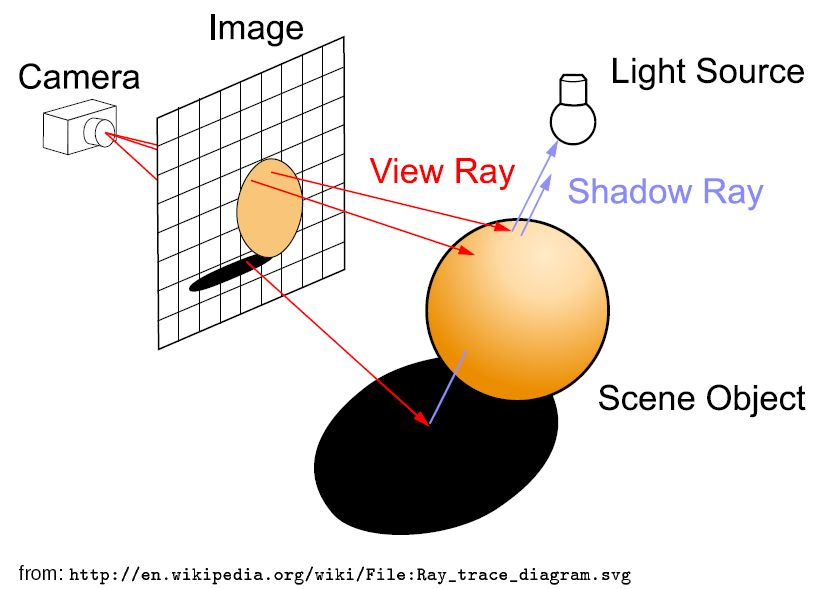 Image
Camera
Light Source
View Ray
Shadow Ray
Scene Object
from: http://en.wikipedia.org/wiki/File:Ray_trace_diagram.svg